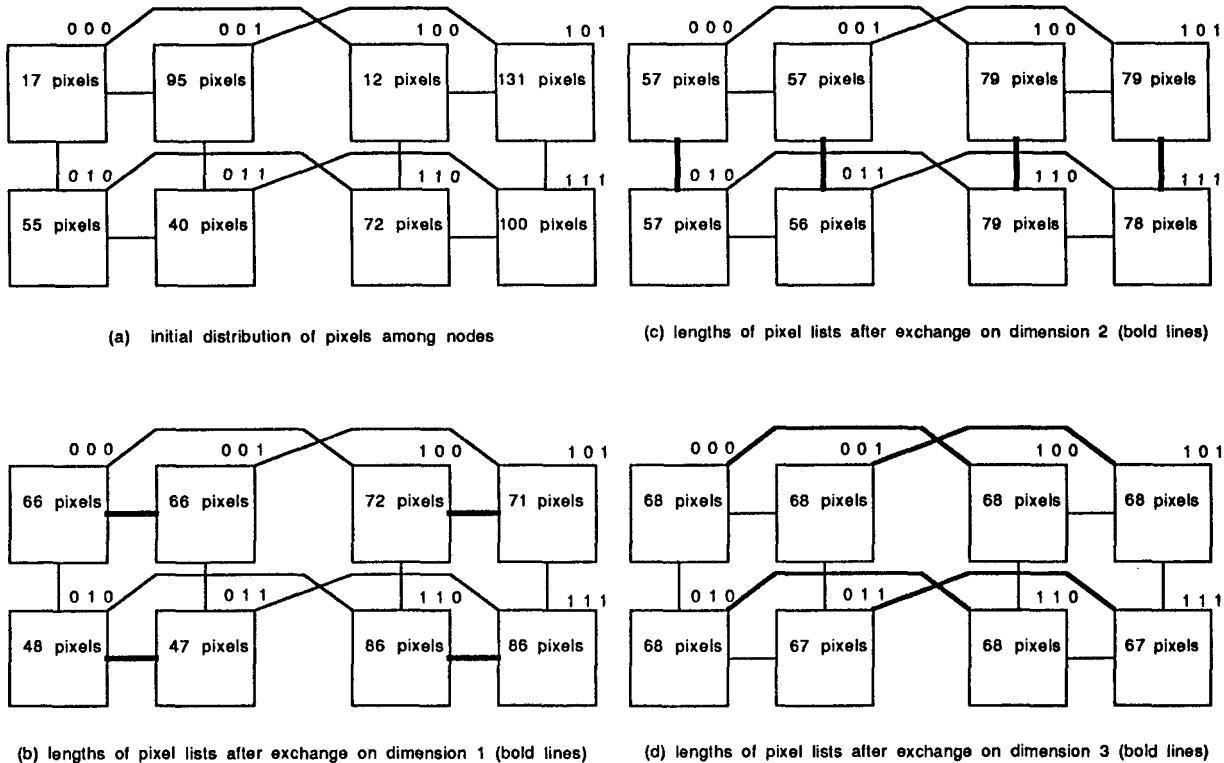 000 001 100 101
17 pixels 95 pixels 12 pixels 131 pixels
010 011 110 111
55 pixels 40 pixels 72 pixels 100 pixels
(a) initial distribution of pixels among nodes
000 001 100 101
57 pixels 57 pixels 79 pixels 79 pixels
010 011 110 111
57 pixels 56 pixels 79 pixels 78 pixels
(c) lengths of pixel lists after exchange on dimension 2 (bold lines)
000 001 100 101
66 pixels 66 pixels 72 pixels 71 pixels
010 011 110 111
48 pixels 47 pixels 86 pixels 86 pixels
(b) lengths of pixel lists after exchange on dimension 1 (bold lines)
000 001 100 101
68 pixels 68 pixels 68 pixels 68 pixels
010 011 110 111
68 pixels 67 pixels 68 pixels 67 pixels
(d) lengths of pixel lists after exchange on dimension 3 (bold lines)